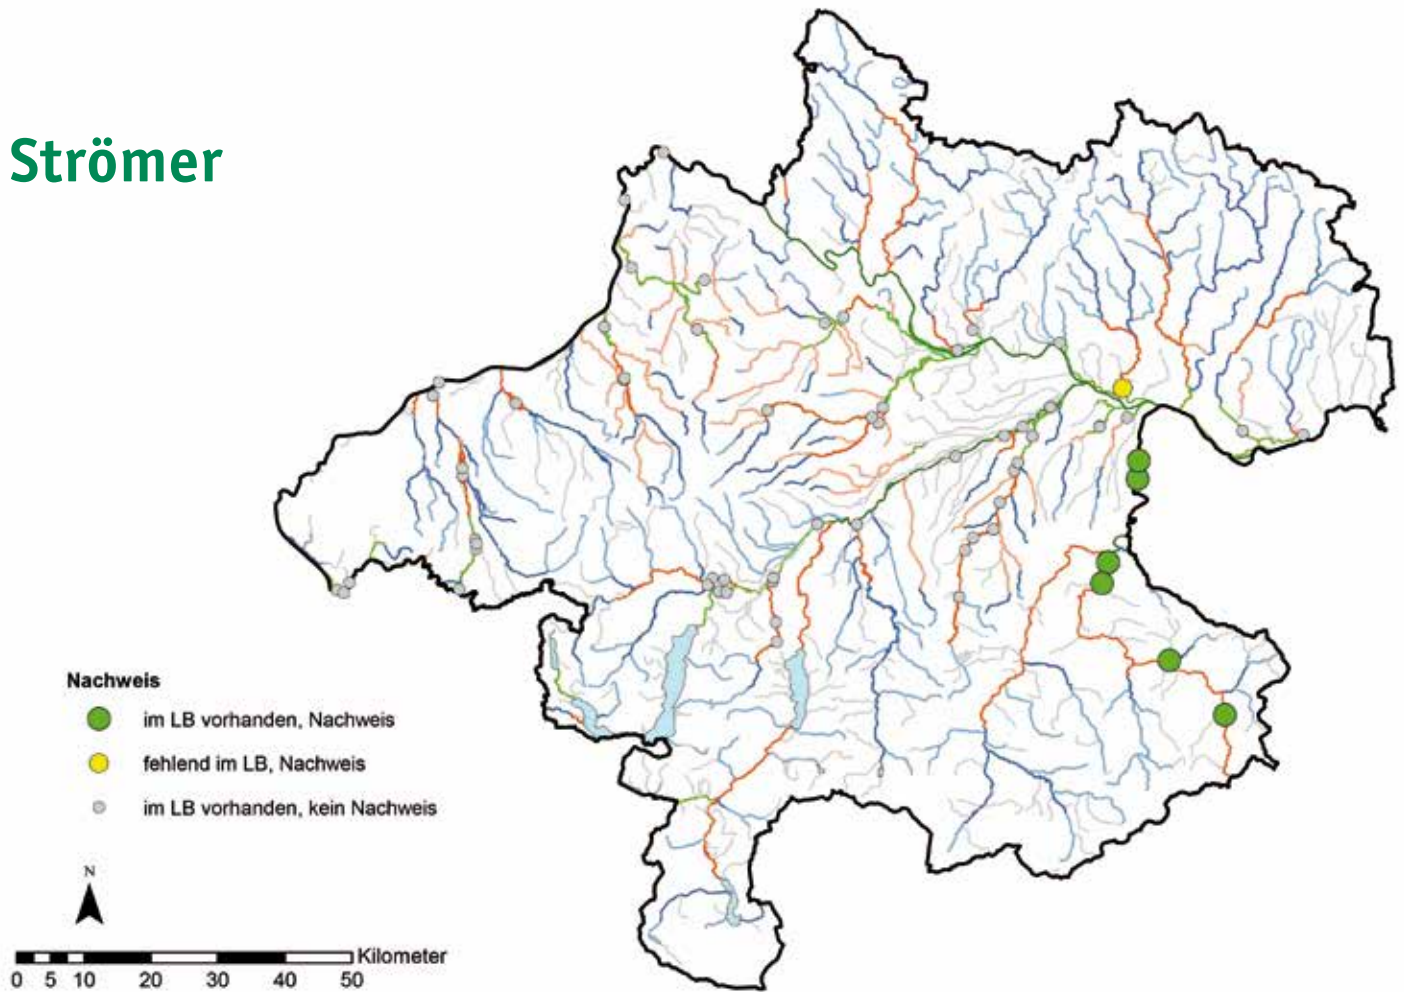 Strömer
Nachweis
im LB vorhanden, Nachweis
fehlend im LB, Nachweis
im LB vorhanden, kein Nachweis
N
Kilometer
0 5 10 20 30 40 50